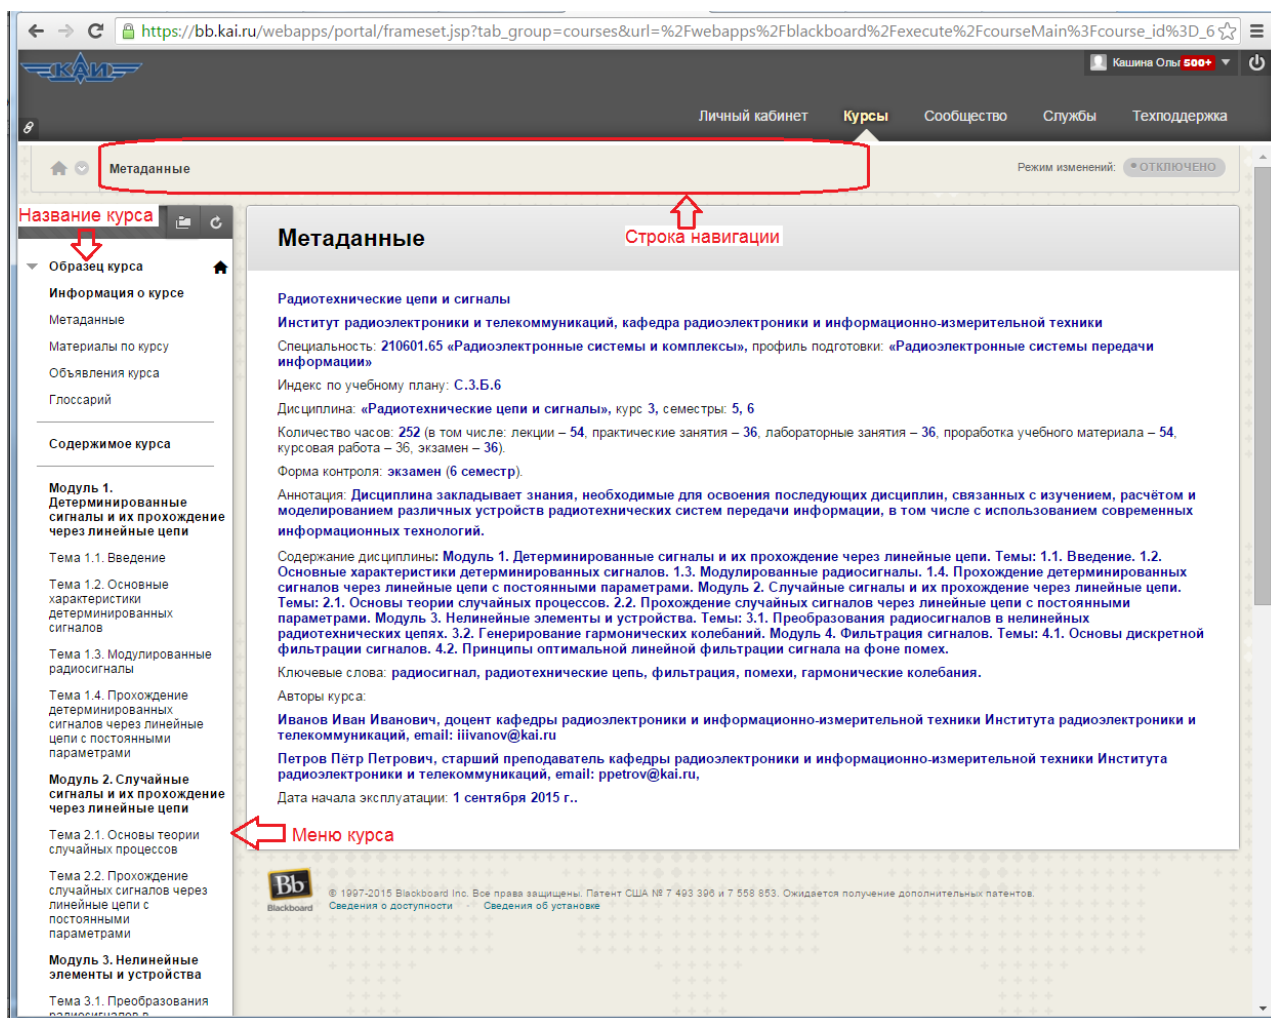 https://bb.kai.ru/webapps/portal/frameset.jsp?tab_group=courses&url=%2Fwebapps%2Fblackboard%2Fexecute%2FcourseMain%3Fcourse_id%3D_6
КАИ
Кашина Оль 500+
Личный кабинет Курсы Сообщество Службы Техподдержка
Метаданные
Режим изменений: ОТКЛЮЧЕНО
Название курса
Строка навигации
Образец курса
Информация о курсе
Метаданные
Материалы по курсу
Объявления курса
Глоссарий
Содержимое курса
Модуль 1.
Детерминированные
сигналы и их прохождение
через линейные цепи
Тема 1.1. Введение
Тема 1.2. Основные
характеристики
детерминированных
сигналов
Тема 1.3. Модулированные
радиосигналы
Тема 1.4. Прохождение
детерминированных
сигналов через линейные
цепи с постоянными
параметрами
Модуль 2. Случайные
сигналы и их прохождение
через линейные цепи
Тема 2.1. Основы теории
случайных процессов
Тема 2.2. Прохождение
случайных сигналов через
линейные цепи с
постоянными
параметрами
Модуль 3. Нелинейные
элементы и устройства
Тема 3.1. Преобразования
радиосигналов в
Меню курса
Метаданные
Радиотехнические цепи и сигналы
Институт радиоэлектроники и телекоммуникаций, кафедра радиоэлектроники и информационно-измерительной техники
Специальность: 210601.65 «Радиоэлектронные системы и комплексы», профиль подготовки: «Радиоэлектронные системы передачи
информации»
Индекс по учебному плану: С.3.Б.6
Дисциплина: «Радиотехнические цепи и сигналы», курс 3, семестры: 5, 6
Количество часов: 252 (в том числе: лекции – 54, практические занятия – 36, лабораторные занятия – 36, проработка учебного материала – 54,
курсовая работа – 36, экзамен – 36).
Форма контроля: экзамен (6 семестр).
Аннотация: Дисциплина закладывает знания, необходимые для освоения последующих дисциплин, связанных с изучением, расчётом и
моделированием различных устройств радиотехнических систем передачи информации, в том числе с использованием современных
информационных технологий.
Содержание дисциплины: Модуль 1. Детерминированные сигналы и их прохождение через линейные цепи. Темы: 1.1. Введение. 1.2.
Основные характеристики детерминированных сигналов. 1.3. Модулированные радиосигналы. 1.4. Прохождение детерминированных
сигналов через линейные цепи с постоянными параметрами. Модуль 2. Случайные сигналы и их прохождение через линейные цепи.
Темы: 2.1. Основы теории случайных процессов. 2.2. Прохождение случайных сигналов через линейные цепи с постоянными
параметрами. Модуль 3. Нелинейные элементы и устройства. Темы: 3.1. Преобразования радиосигналов в нелинейных
радиотехнических цепях. 3.2. Генерирование гармонических колебаний. Модуль 4. Фильтрация сигналов. Темы: 4.1. Основы дискретной
фильтрации сигналов. 4.2. Принципы оптимальной линейной фильтрации сигнала на фоне помех.
Ключевые слова: радиосигнал, радиотехнические цепь, фильтрация, помехи, гармонические колебания.
Авторы курса:
Иванов Иван Иванович, доцент кафедры радиоэлектроники и информационно-измерительной техники Института радиоэлектроники и
телекоммуникаций, email: iiivanov@kai.ru
Петров Пётр Петрович, старший преподаватель кафедры радиоэлектроники и информационно-измерительной техники Института
радиоэлектроники и телекоммуникаций, email: ppetrov@kai.ru,
Дата начала эксплуатации: 1 сентября 2015 г..
Bb
Blackboard
© 1997-2015 Blackboard Inc. Все права защищены. Патент США № 7 493 396 и 7 558 853. Ожидается получение дополнительных патентов.
Сведения о доступности · Сведения об установке